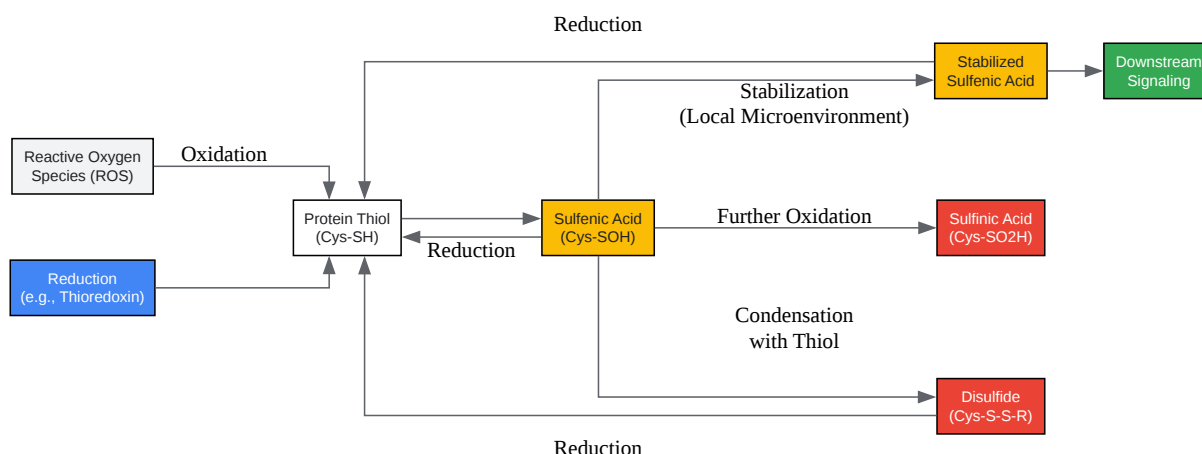 Reduction
Stabilized
Sulfenic Acid
Downstream
Signaling
Stabilization
(Local Microenvironment)
Reactive Oxygen
Species (ROS)
Oxidation
Protein Thiol
(Cys-SH)
Sulfenic Acid
(Cys-SOH)
Further Oxidation
Sulfinic Acid
(Cys-SO2H)
Reduction
Reduction
(e.g., Thioredoxin)
Condensation
with Thiol
Disulfide
(Cys-S-S-R)
Reduction